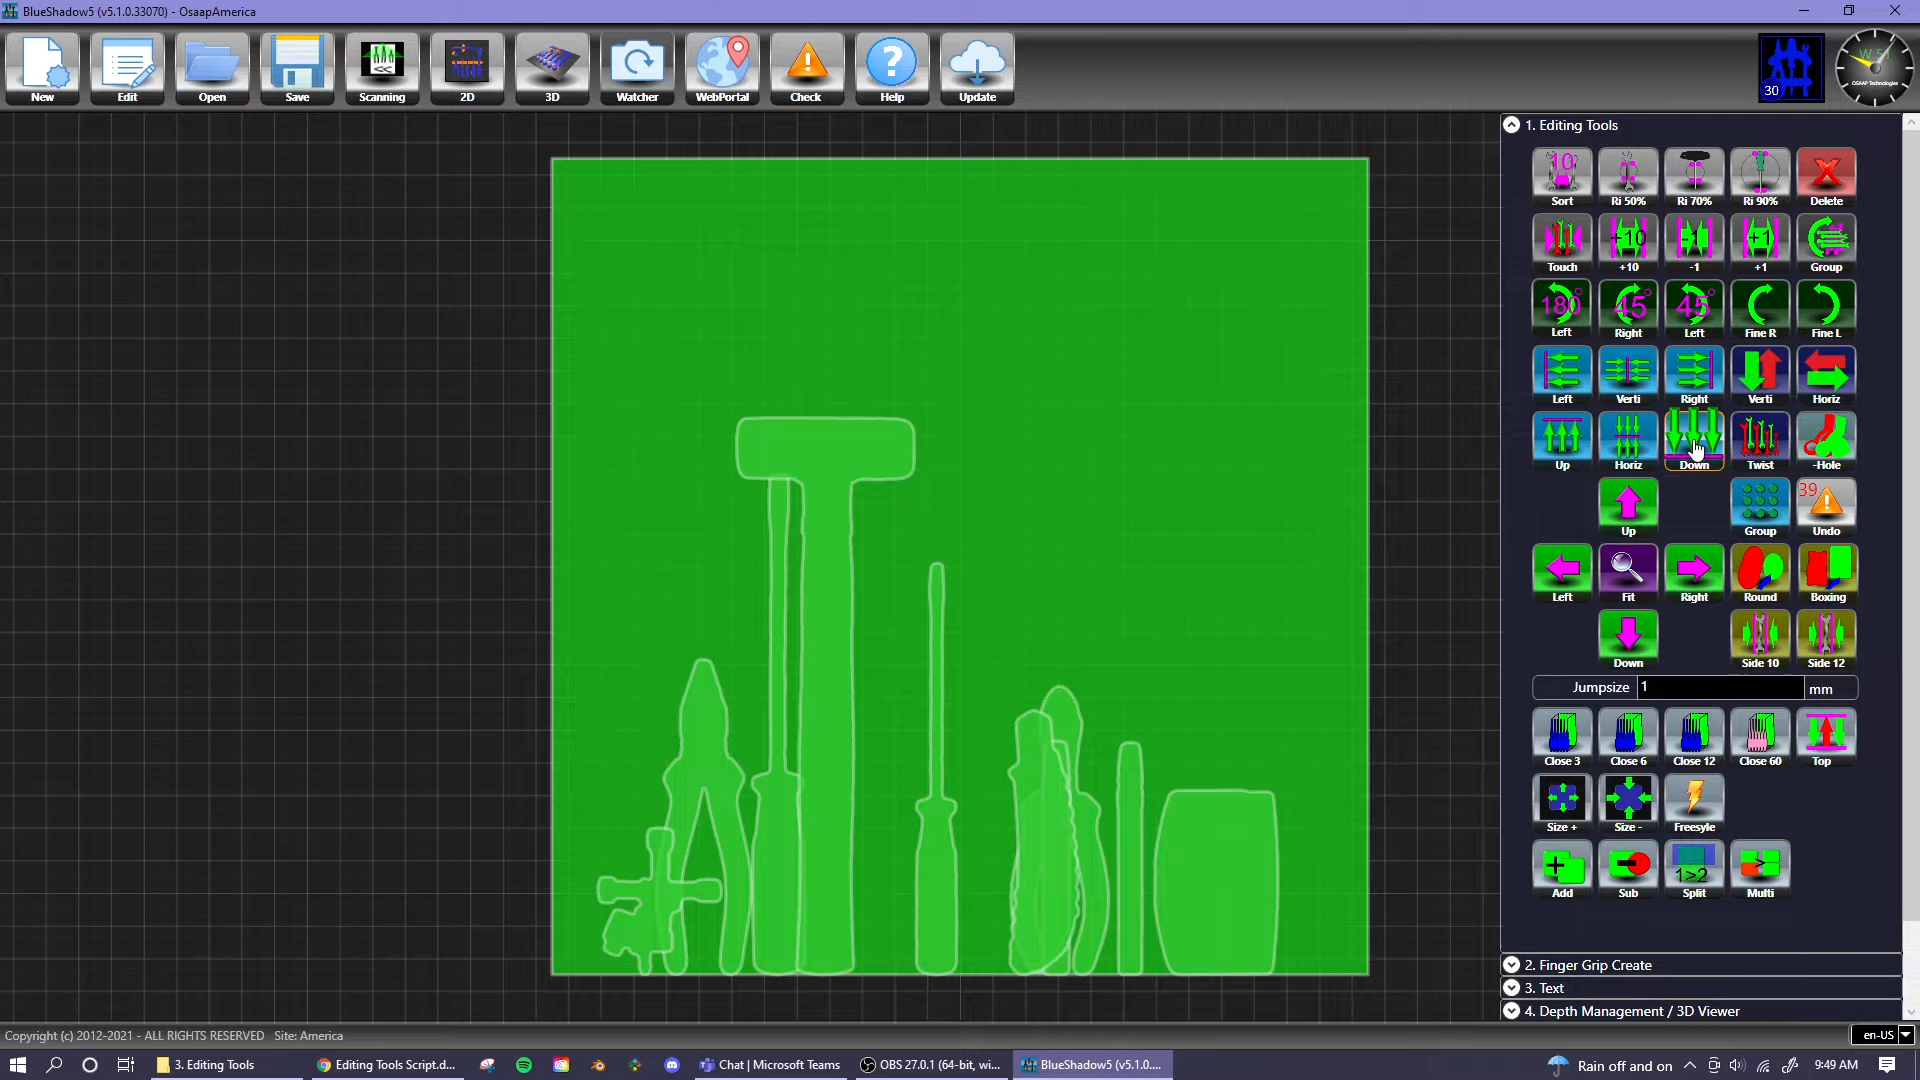 BlueShadow5 (v5.1.0.33070) - OsaapAmerica
New
Edit
Open
Save
Scanning
2D
3D
Watcher
WebPortal
Check
Help
Update
30
W 51
OSAAP Technologies
1. Editing Tools
10
Sort
Ri 50%
Ri 70%
Ri 90%
Delete
Touch
+10
+10
-1
-1
+1
+1
Group
180°
Left
45°
Right
45°
Left
Fine R
Fine L
Left
Verti
Right
Verti
Horiz
Up
Horiz
Down
Twist
-Hole
Up
Group
39
Undo
Left
Fit
Right
Round
Boxing
Down
Side 10
Side 12
Jumpsize 1 mm
Close 3
Close 6
Close 12
Close 60
Top
Size +
Size -
Freesyle
Add
Sub
1>2
Split
Multi
2. Finger Grip Create
3. Text
4. Depth Management / 3D Viewer
Copyright (c) 2012-2021 - ALL RIGHTS RESERVED Site: America
en-US
3. Editing Tools
Editing Tools Script.d...
Chat | Microsoft Teams
OBS 27.0.1 (64-bit, wi...
BlueShadow5 (v5.1.0....
Rain off and on
9:49 AM